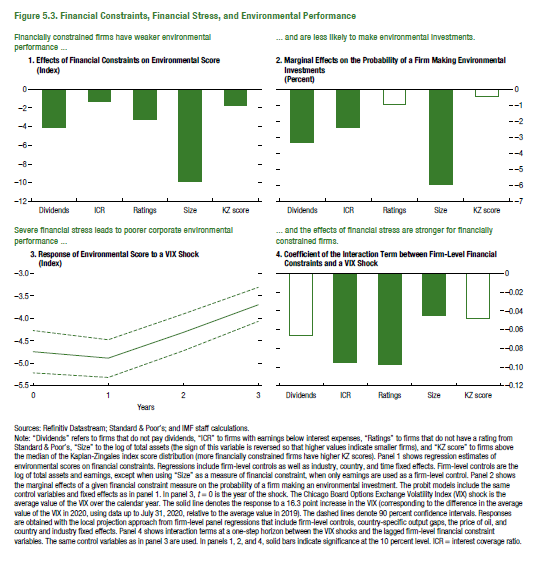 Figure 5.3. Financial Constraints, Financial Stress, and Environmental Performance
Financially constrained firms have weaker environmental
performance ...
1. Effects of Financial Constraints on Environmental Score
(Index)
0
–2
–4
–6
–8
–10
–12
Dividends ICR Ratings Size KZ score
... and are less likely to make environmental investments.
2. Marginal Effects on the Probability of a Firm Making Environmental
Investments
(Percent)
0
–1
–2
–3
–4
–5
–6
–7
Dividends ICR Ratings Size KZ score
Severe financial stress leads to poorer corporate environmental
performance ...
3. Response of Environmental Score to a VIX Shock
(Index)
–3.0
–3.5
–4.0
–4.5
–5.0
–5.5
0 1 2 3
Years
... and the effects of financial stress are stronger for financially
constrained firms.
4. Coefficient of the Interaction Term between Firm-Level Financial
Constraints and a VIX Shock
0
–0.02
–0.04
–0.06
–0.08
–0.10
–0.12
Dividends ICR Ratings Size KZ score
Sources: Refinitiv Datastream; Standard & Poor's; and IMF staff calculations.
Note: "Dividends" refers to firms that do not pay dividends, "ICR" to firms with earnings below interest expenses, "Ratings" to firms that do not have a rating from
Standard & Poor's, "Size" to the log of total assets (the sign of this variable is reversed so that higher values indicate smaller firms), and "KZ score" to firms above
the median of the Kaplan-Zingales index score distribution (more financially constrained firms have higher KZ scores). Panel 1 shows regression estimates of
environmental scores on financial constraints. Regressions include firm-level controls as well as industry, country, and time fixed effects. Firm-level controls are the
log of total assets and earnings, except when using "Size" as a measure of financial constraint, when only earnings are used as a firm-level control. Panel 2 shows
the marginal effects of a given financial constraint measure on the probability of a firm making an environmental investment. The probit models include the same
control variables and fixed effects as in panel 1. In panel 3, t = 0 is the year of the shock. The Chicago Board Options Exchange Volatility Index (VIX) shock is the
average value of the VIX over the calendar year. The solid line denotes the response to a 16.3 point increase in the VIX (corresponding to the difference in the average
value of the VIX in 2020, using data up to July 31, 2020, relative to the average value in 2019). The dashed lines denote 90 percent confidence intervals. Responses
are obtained with the local projection approach from firm-level panel regressions that include firm-level controls, country-specific output gaps, the price of oil, and
country and industry fixed effects. Panel 4 shows interaction terms at a one-step horizon between the VIX shocks and the lagged firm-level financial constraint
variables. The same control variables as in panel 3 are used. In panels 1, 2, and 4, solid bars indicate significance at the 10 percent level. ICR = interest coverage ratio.